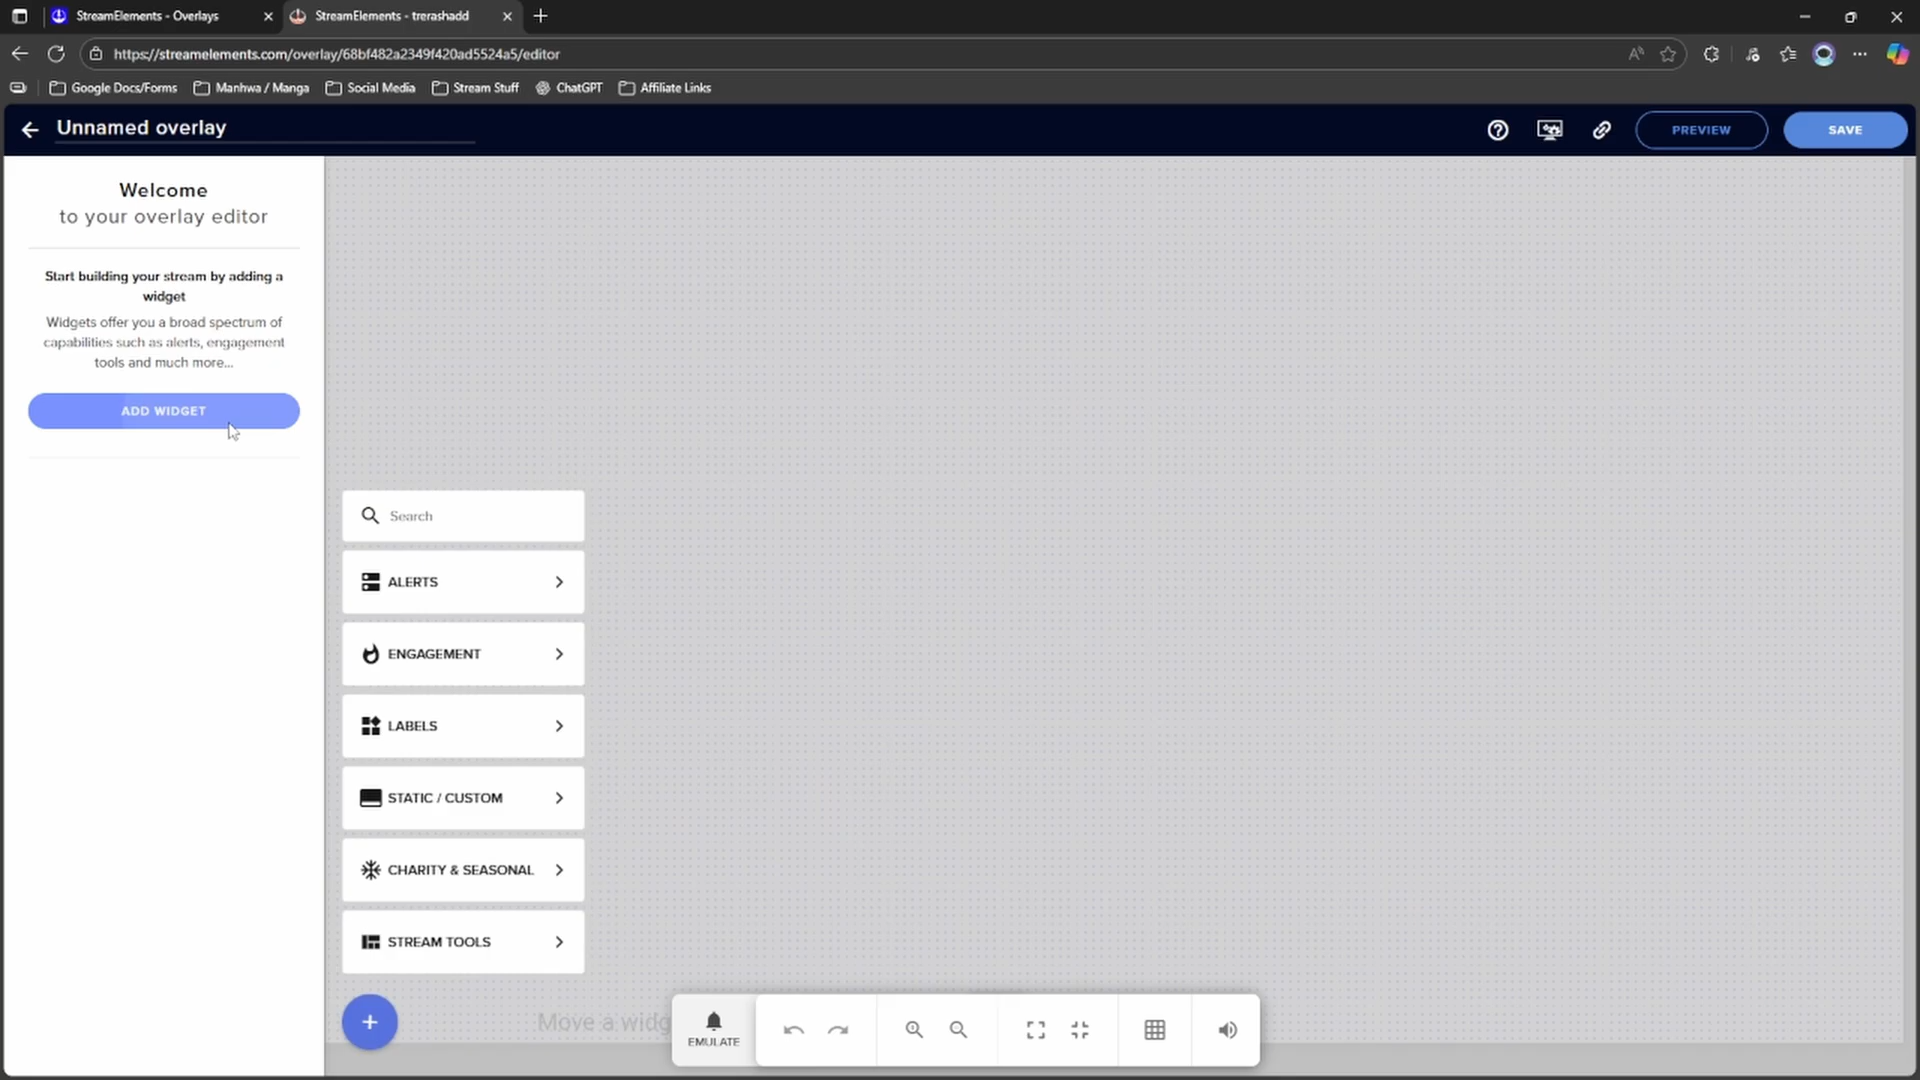 StreamElements - Overlays
StreamElements - trerashadd
https://streamelements.com/overlay/68bf482a2349f420ad5524a5/editor
Google Docs/Forms
Manhwa / Manga
Social Media
Stream Stuff
ChatGPT
Affiliate Links
Unnamed overlay
PREVIEW
SAVE
Welcome
to your overlay editor
Start building your stream by adding a
widget
Widgets offer you a broad spectrum of
capabilities such as alerts, engagement
tools and much more...
ADD WIDGET
Search
ALERTS
ENGAGEMENT
LABELS
STATIC / CUSTOM
CHARITY & SEASONAL
STREAM TOOLS
Move a widg
EMULATE